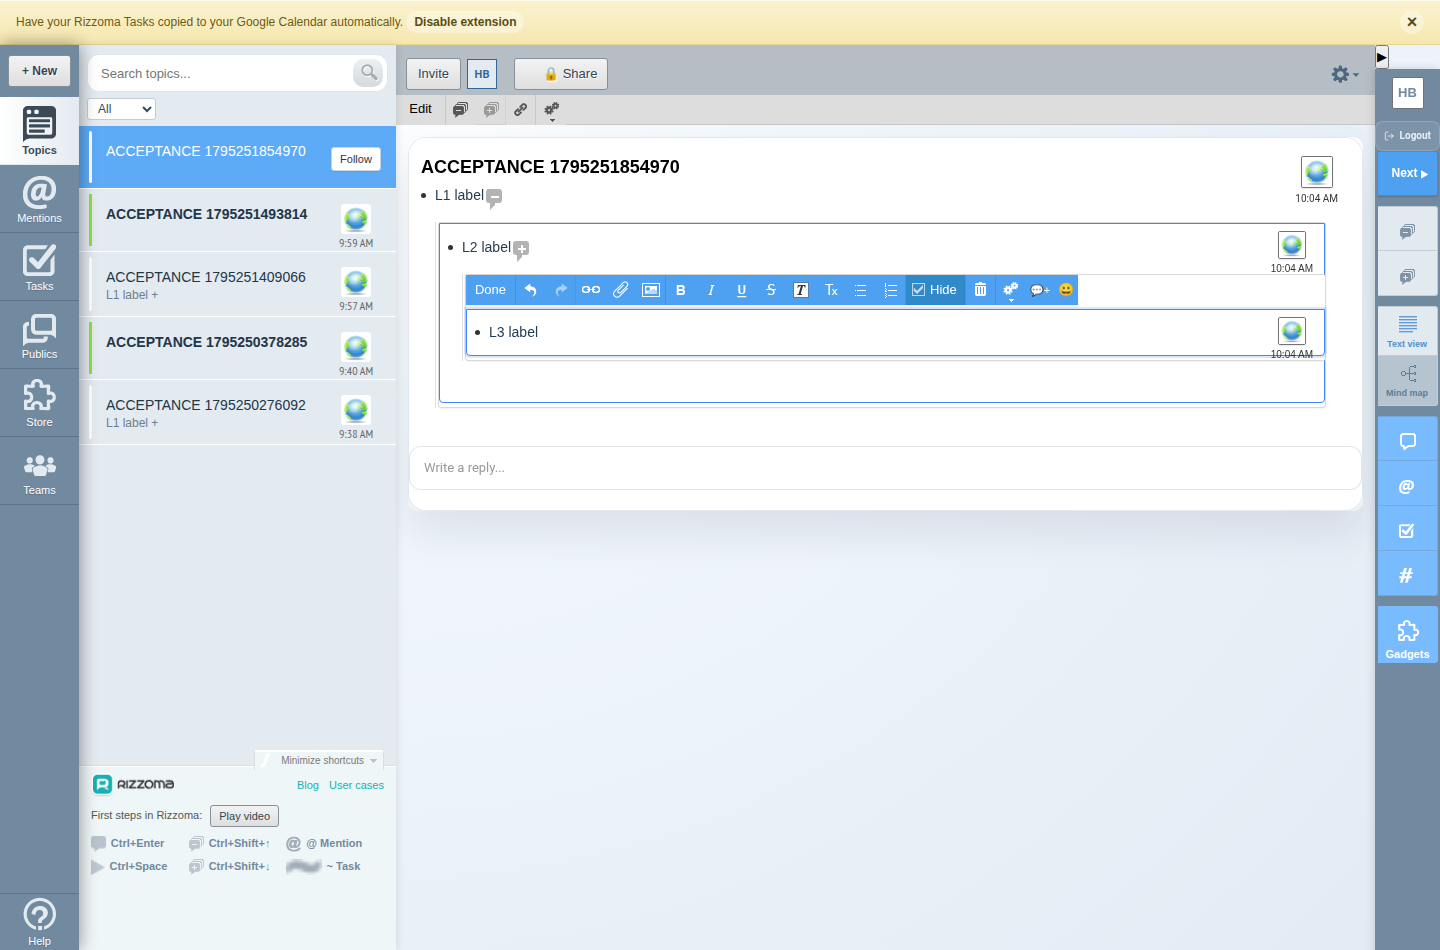 Have your Rizzoma Tasks copied to your Google Calendar automatically. Disable extension ×
+ New
Topics
Mentions
Tasks
Publics
Store
Teams
Help
Search topics...
All
ACCEPTANCE 1795251854970
Follow
ACCEPTANCE 1795251493814
9:59 AM
ACCEPTANCE 1795251409066
L1 label +
9:57 AM
ACCEPTANCE 1795250378285
9:40 AM
ACCEPTANCE 1795250276092
L1 label +
9:38 AM
Minimize shortcuts
RIZZOMA Blog User cases
First steps in Rizzoma: Play video
Ctrl+Enter Ctrl+Shift+↑ @ @ Mention
Ctrl+Space Ctrl+Shift+↓ ~ Task
Invite HB Share
Edit
ACCEPTANCE 1795251854970
10:04 AM
• L1 label
• L2 label
10:04 AM
Done B I U S T Tx Hide
• L3 label
10:04 AM
Write a reply...
HB
Logout
Next ▶
Text view
Mind map
@
#
Gadgets